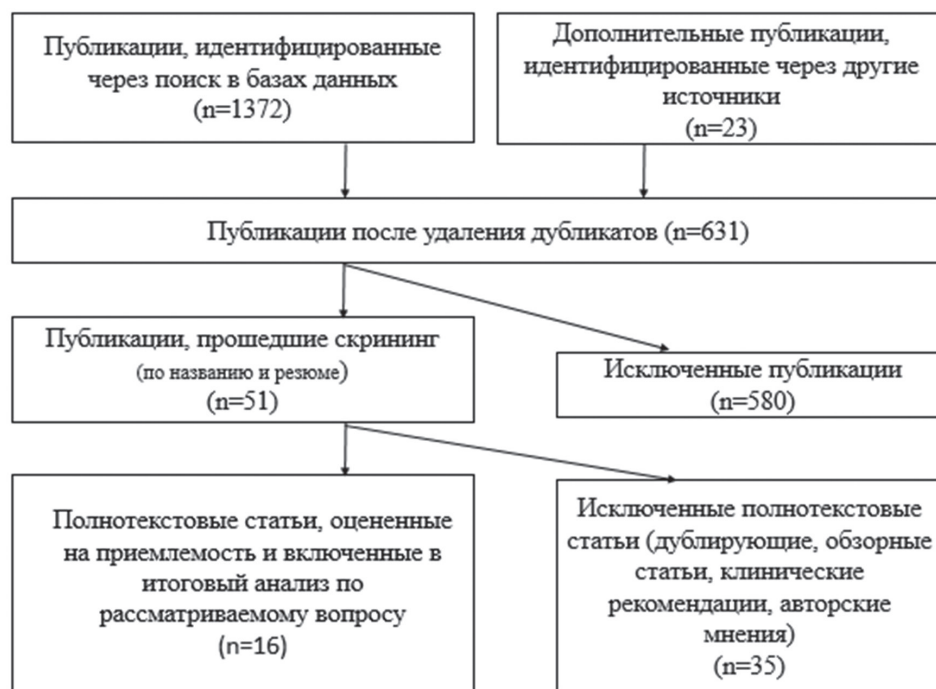 Публикации, идентифицированные
через поиск в базах данных
(n=1372)
Дополнительные публикации,
идентифицированные через другие
источники
(n=23)
Публикации после удаления дубликатов (n=631)
Публикации, прошедшие скрининг
(по названию и резюме)
(n=51)
Исключенные публикации
(n=580)
Полнотекстовые статьи, оцененные
на приемлемость и включенные в
итоговый анализ по
рассматриваемому вопросу
(n=16)
Исключенные полнотекстовые
статьи (дублирующие, обзорные
статьи, клинические
рекомендации, авторские
мнения)
(n=35)